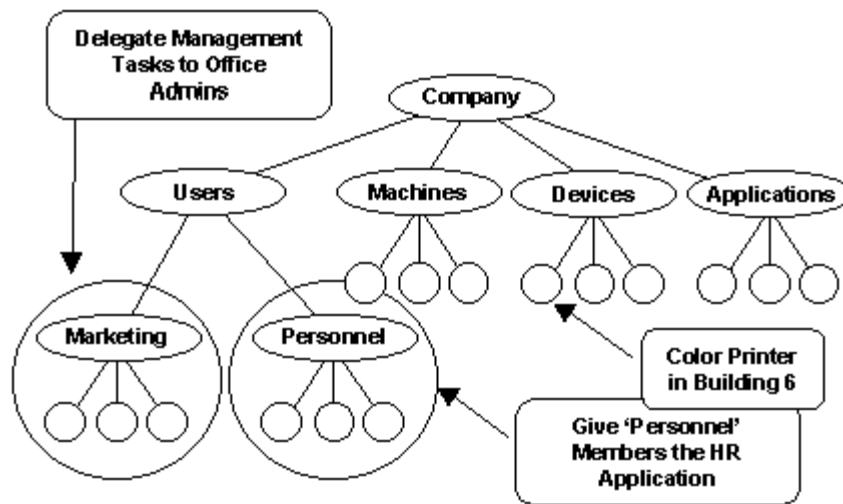 Delegate Management
Tasks to Office
Admins
Company
Users
Machines
Devices
Applications
Marketing
Personnel
Color Printer
in Building 6
Give ‘Personnel’
Members the HR
Application